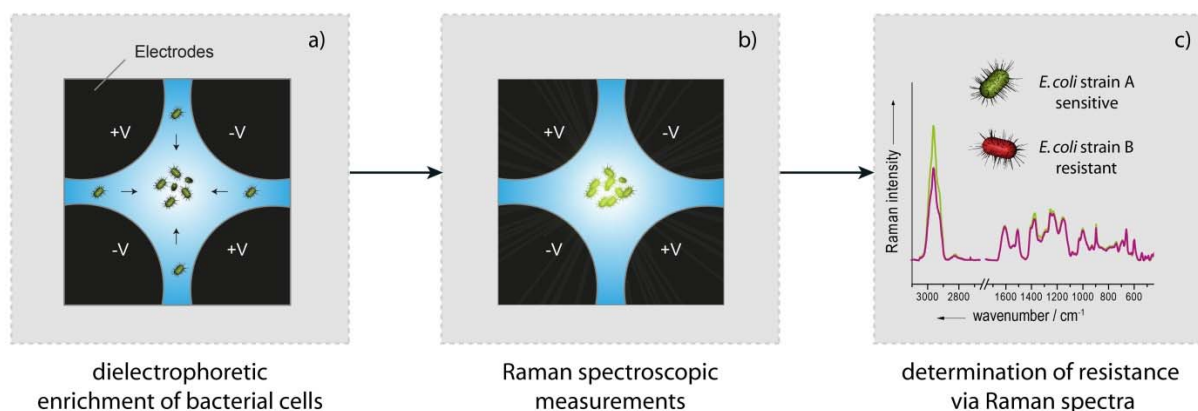 a)
Electrodes
+V
-V
-V
+V
dielectrophoretic
enrichment of bacterial cells
b)
+V
-V
-V
+V
Raman spectroscopic
measurements
c)
E.coli strain A
sensitive
E.coli strain B
resistant
Raman intensity
3000 2800 1600 1400 1200 1000 800 600
wavenumber / cm⁻¹
determination of resistance
via Raman spectra